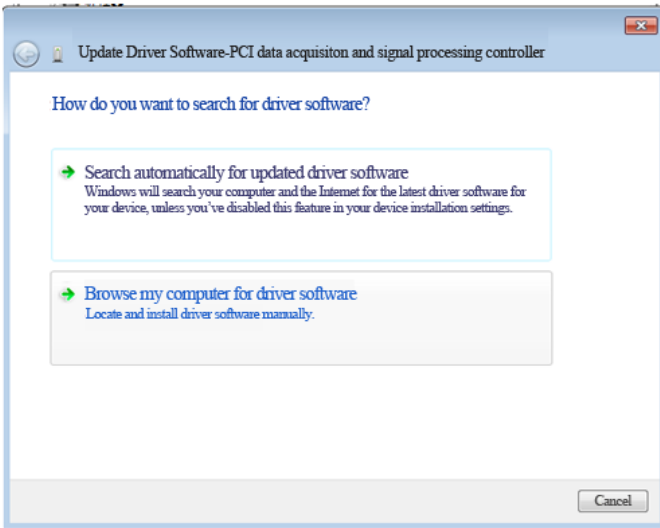 Update Driver Software-PCI data acquisiton and signal processing controller
How do you want to search for driver software?
Search automatically for updated driver software
Windows will search your computer and the Internet for the latest driver software for
your device, unless you've disabled this feature in your device installation settings.
Browse my computer for driver software
Locate and install driver software manually.
Cancel